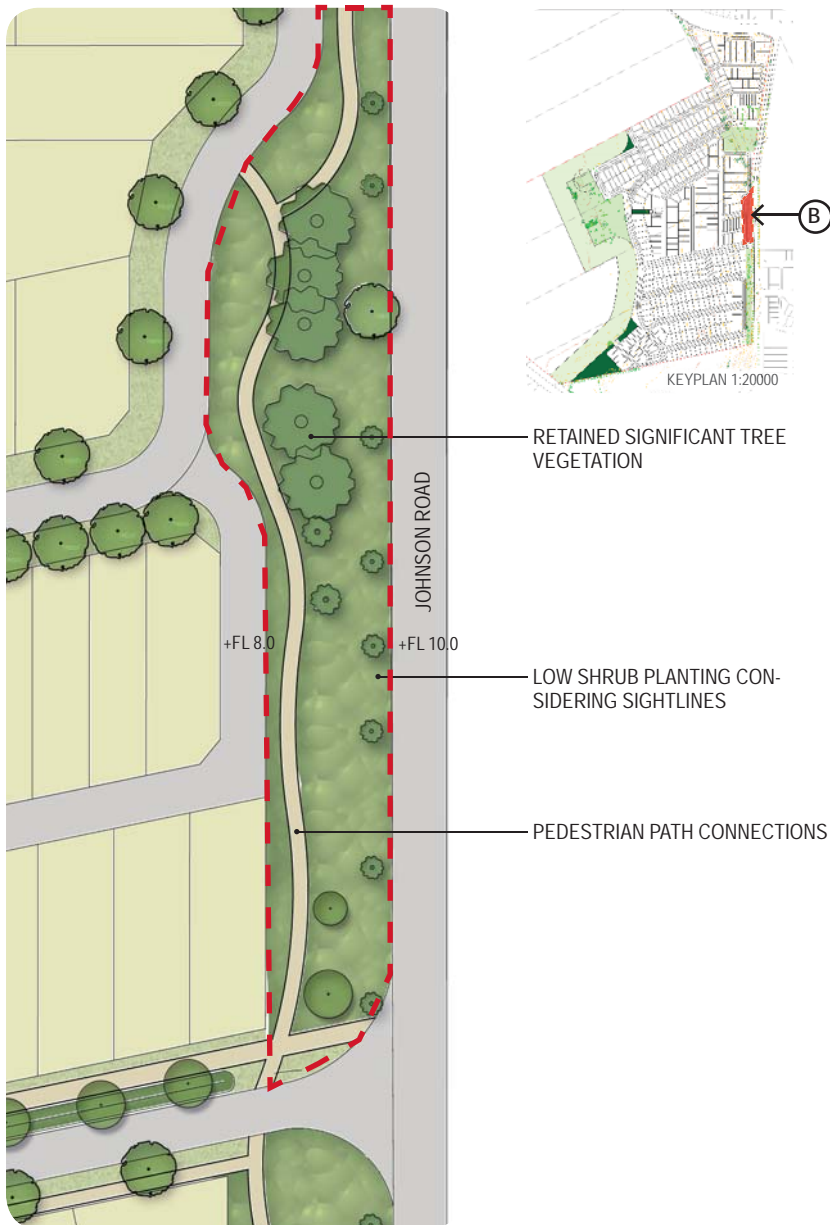 B
KEYPLAN 1:20000
RETAINED SIGNIFICANT TREE
VEGETATION
JOHNSON ROAD
+FL 8.0
+FL 10.0
LOW SHRUB PLANTING CON-
SIDERING SIGHTLINES
PEDESTRIAN PATH CONNECTIONS